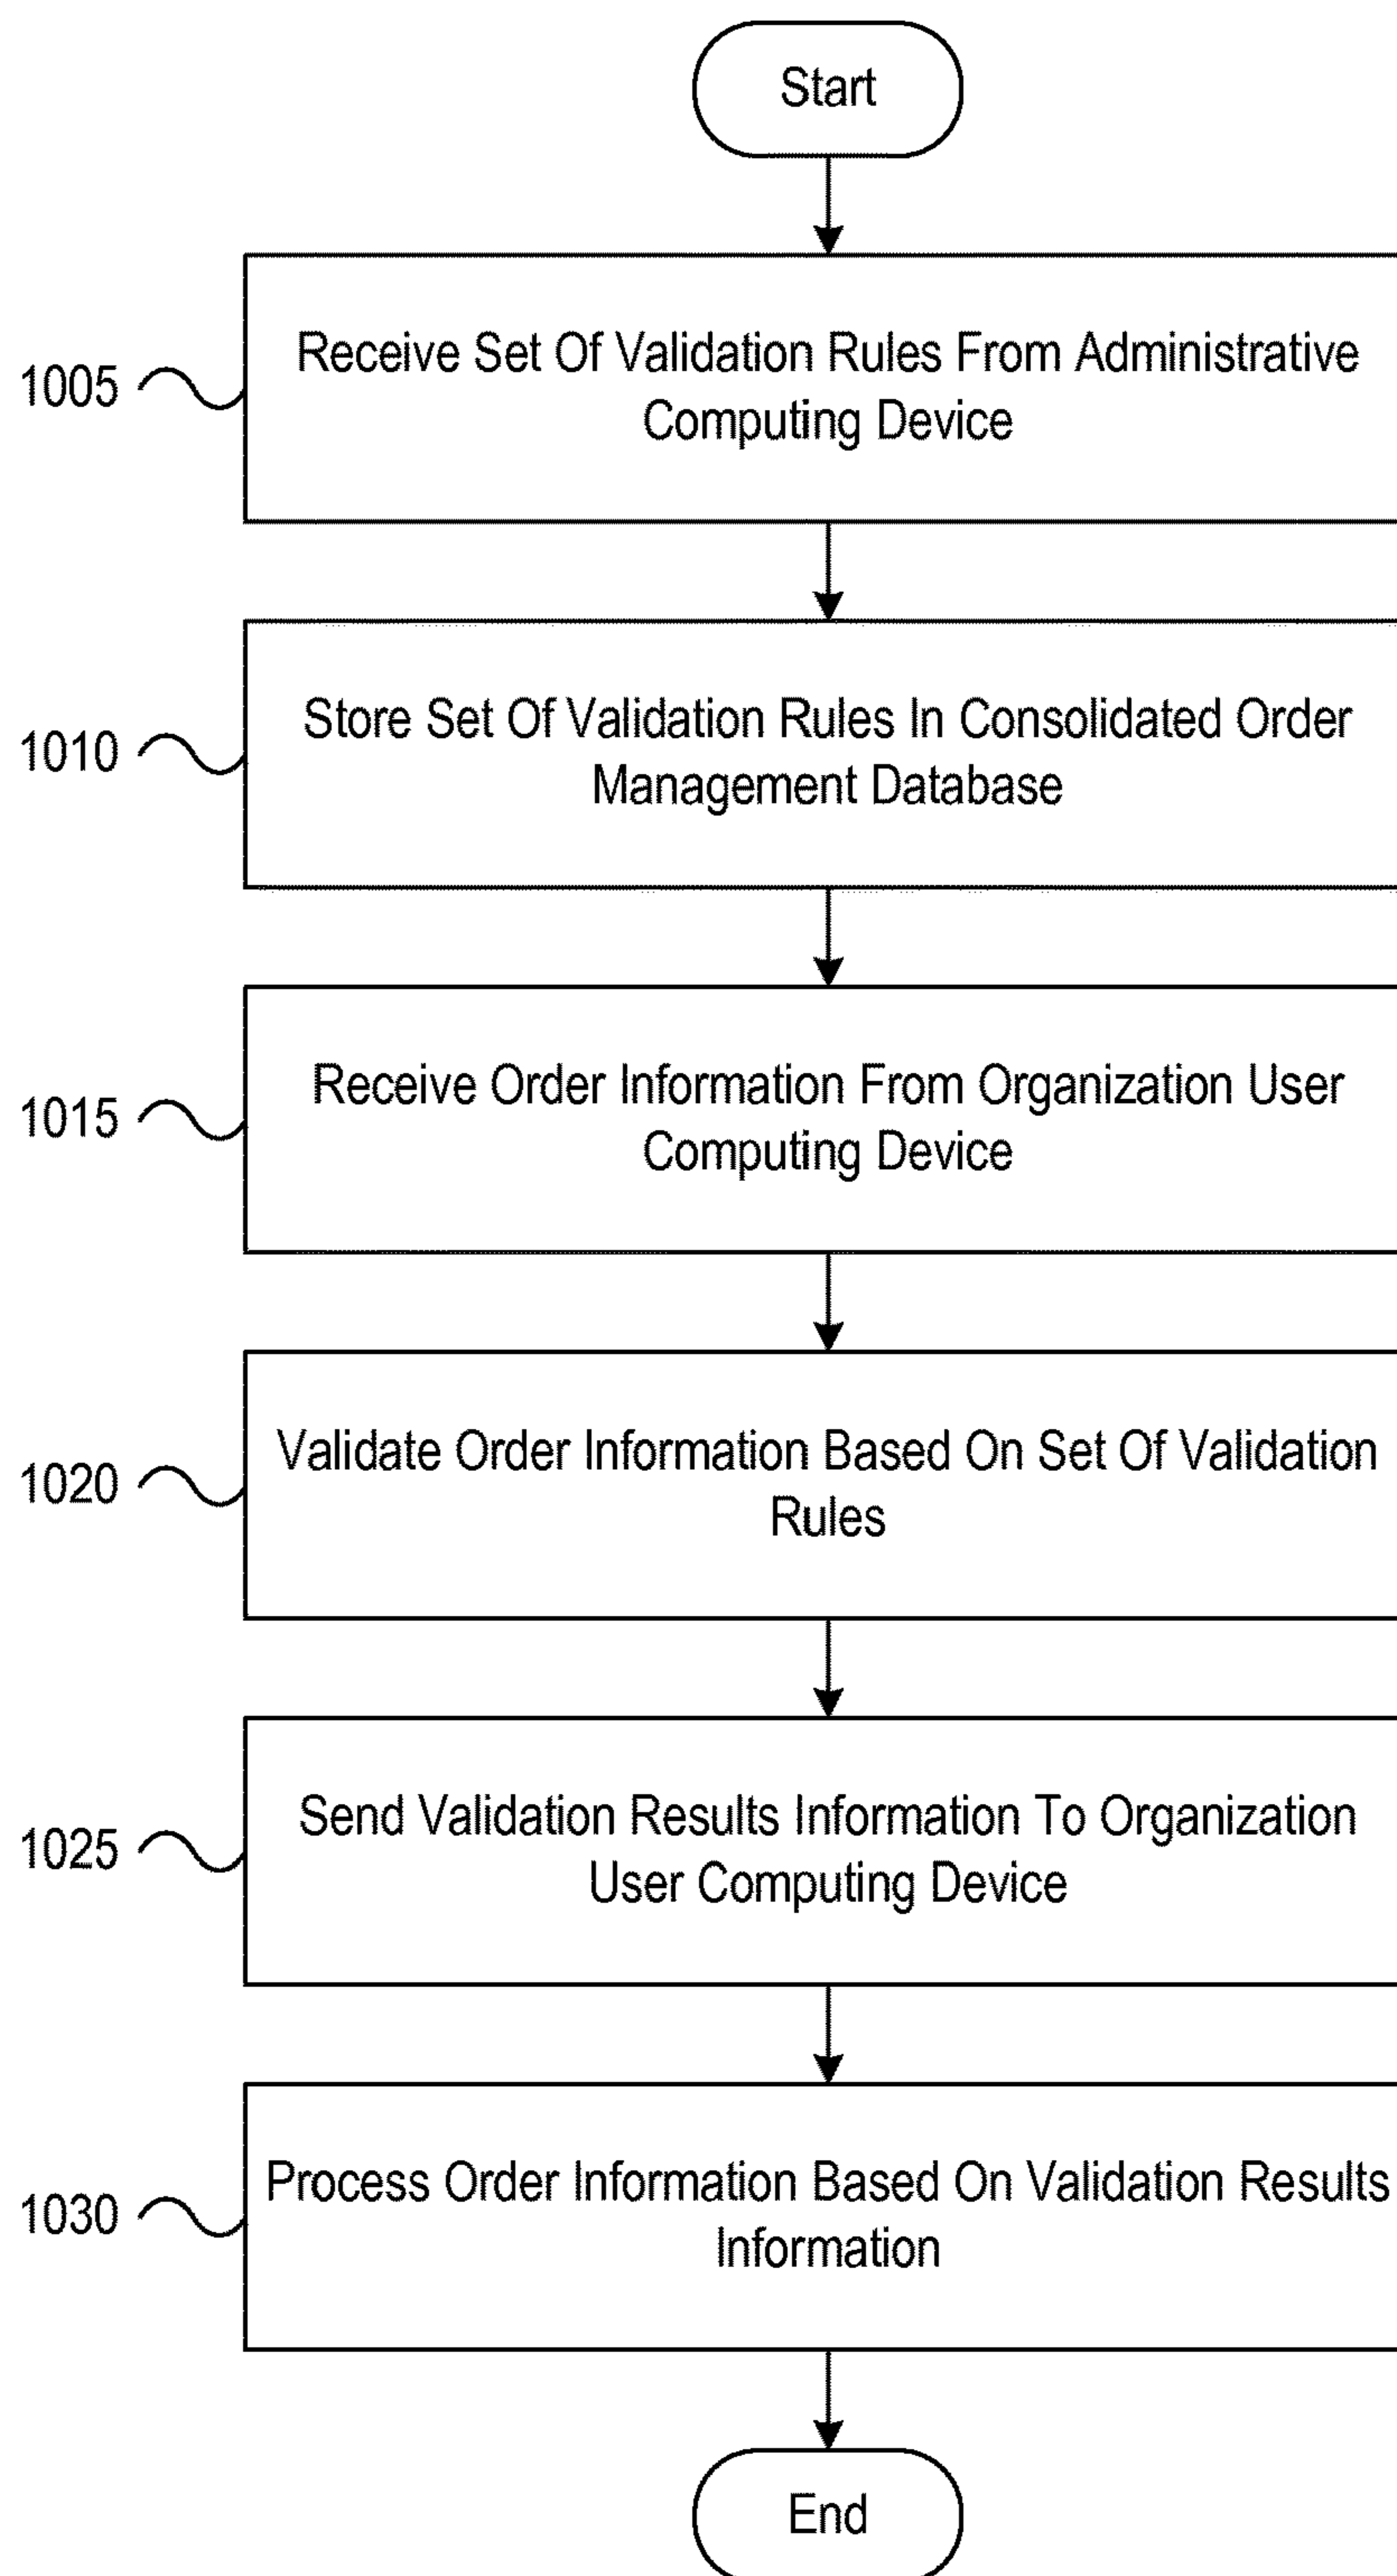 Start
1005
Receive Set Of Validation Rules From Administrative
Computing Device
1010
Store Set Of Validation Rules In Consolidated Order
Management Database
1015
Receive Order Information From Organization User
Computing Device
1020
Validate Order Information Based On Set Of Validation
Rules
1025
Send Validation Results Information To Organization
User Computing Device
1030
Process Order Information Based On Validation Results
Information
End